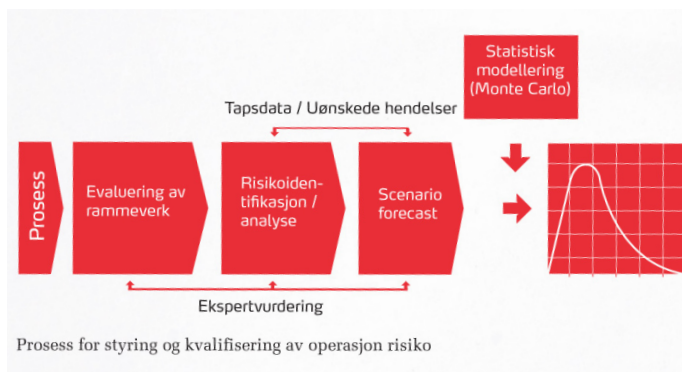 Statistisk
modellering
(Monte Carlo)
Tapsdata / Uønskede hendelser
Prosess
Evaluering av
rammeverk
Risikoiden-
tifikasjon /
analyse
Scenario
forecast
Ekspertvurdering
Prosess for styring og kvalifisering av operasjon risiko